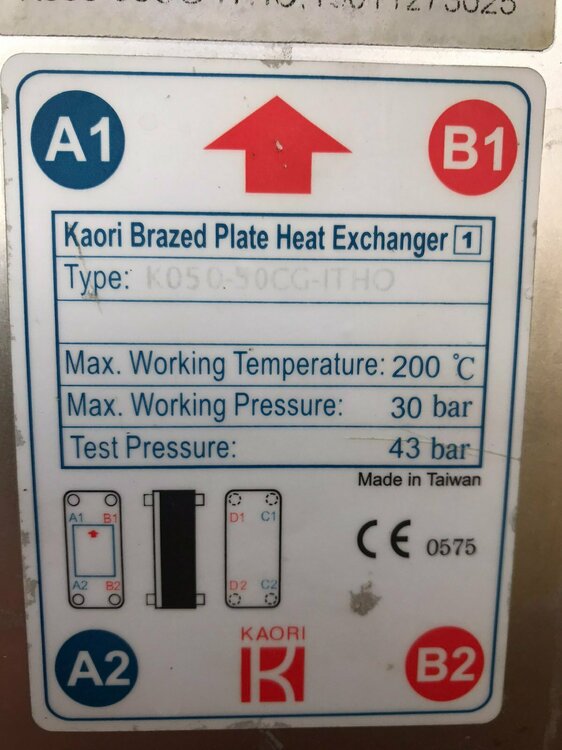 A1
B1
Kaori Brazed Plate Heat Exchanger 1
Type: K050-50CG-ITHO
Max. Working Temperature: 200 ℃
Max. Working Pressure: 30 bar
Test Pressure: 43 bar
Made in Taiwan
A1 B1
A2 B2
D1 C1
D2 C2
CE 0575
A2
KAORI
K
B2